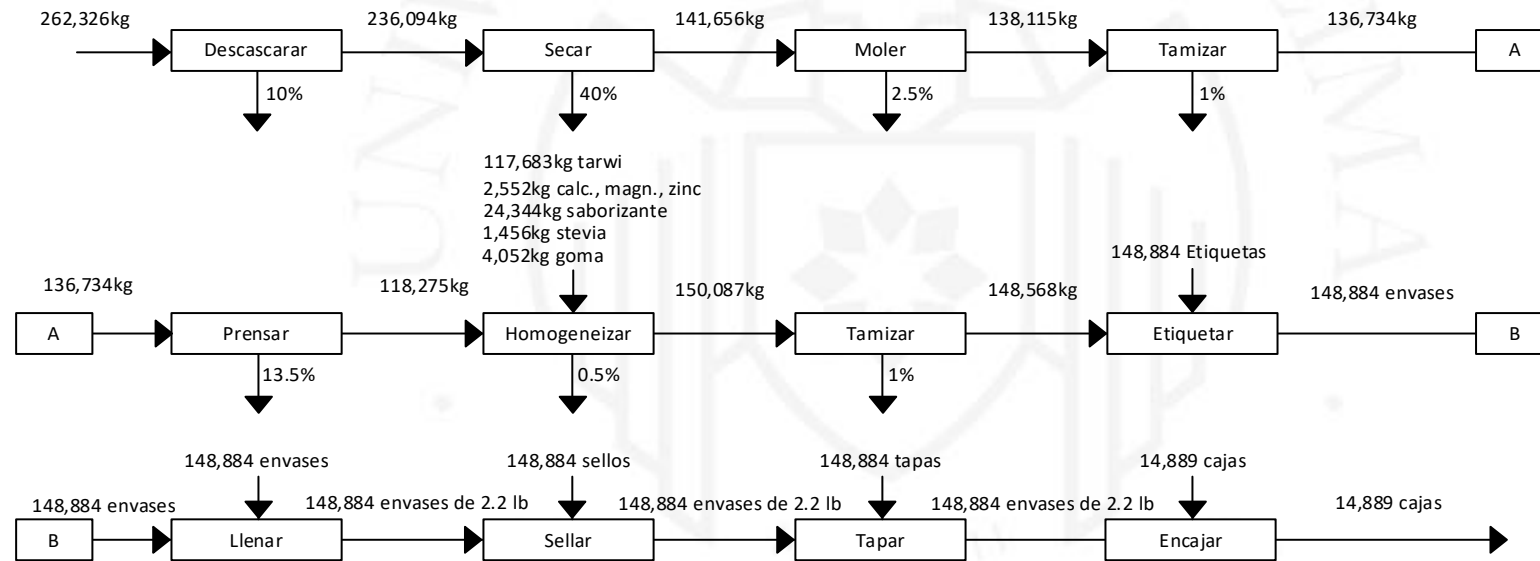 262,326kg
236,094kg
141,656kg
138,115kg
136,734kg
Descascarar
Secar
Moler
Tamizar
A
10%
40%
2.5%
1%
117,683kg tarwi
2,552kg calc., magn., zinc
24,344kg saborizante
1,456kg stevia
4,052kg goma
148,884 Etiquetas
136,734kg
118,275kg
150,087kg
148,568kg
148,884 envases
A
Prensar
Homogeneizar
Tamizar
Etiquetar
B
13.5%
0.5%
1%
148,884 envases
148,884 sellos
148,884 tapas
14,889 cajas
148,884 envases
148,884 envases de 2.2 lb
148,884 envases de 2.2 lb
148,884 envases de 2.2 lb
14,889 cajas
B
Llenar
Sellar
Tapar
Encajar